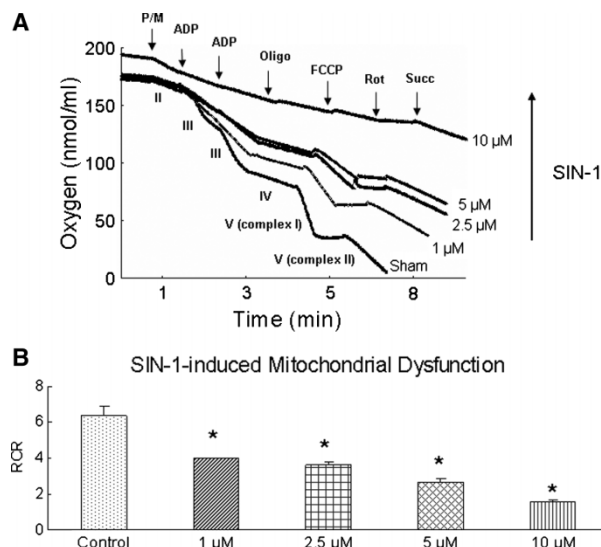 A
P/M
ADP
ADP
Oligo
FCCP
Rot
Succ
200
150
100
50
0
Oxygen (nmol/ml)
II
III
III
IV
V (complex I)
V (complex II)
10 µM
5 µM
2.5 µM
1 µM
Sham
SIN-1
1 3 5 8
Time (min)
B
SIN-1-induced Mitochondrial Dysfunction
8
6
4
2
0
RCR
* * * *
Control 1 µM 2.5 µM 5 µM 10 µM